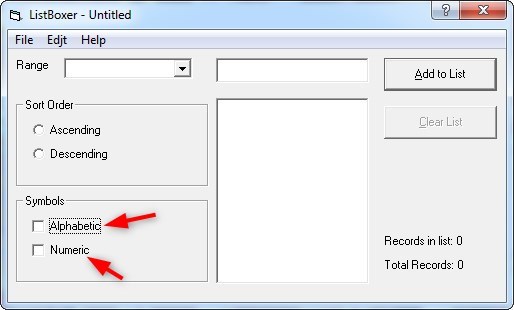 ListBoxer - Untitled
File Edjt Help
Range
Add to List
Sort Order
Ascending
Descending
Clear List
Symbols
Alphabetic
Numeric
Records in list: 0
Total Records: 0